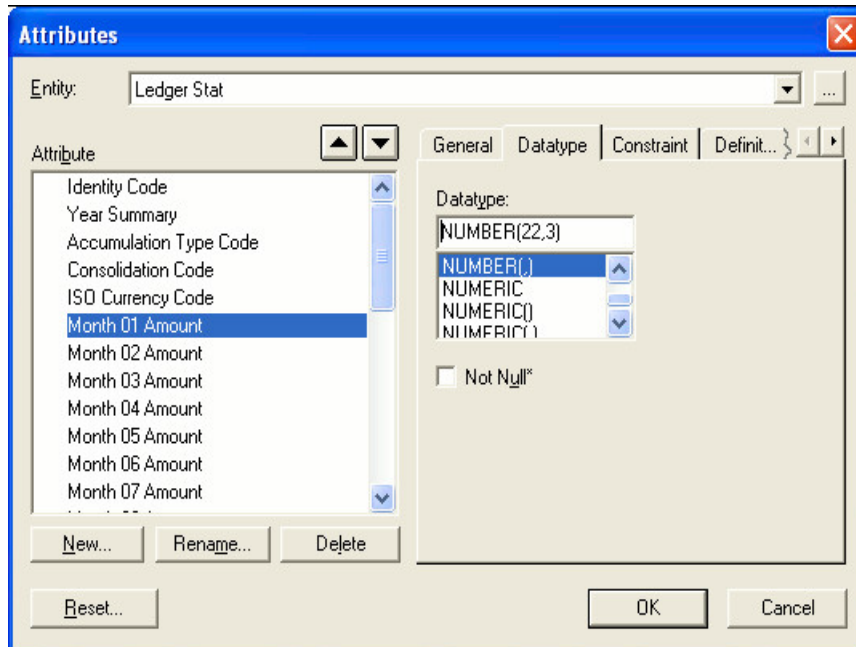 Attributes
Entity: Ledger Stat ...
Attribute
General Datatype Constraint Definit...
Identity Code
Year Summary
Accumulation Type Code
Consolidation Code
ISO Currency Code
Month 01 Amount
Month 02 Amount
Month 03 Amount
Month 04 Amount
Month 05 Amount
Month 06 Amount
Month 07 Amount
Datatype:
NUMBER(22,3)
NUMBER(,)
NUMERIC
NUMERIC()
NUMERIC(,)
Not Null*
New... Rename... Delete
Reset... OK Cancel